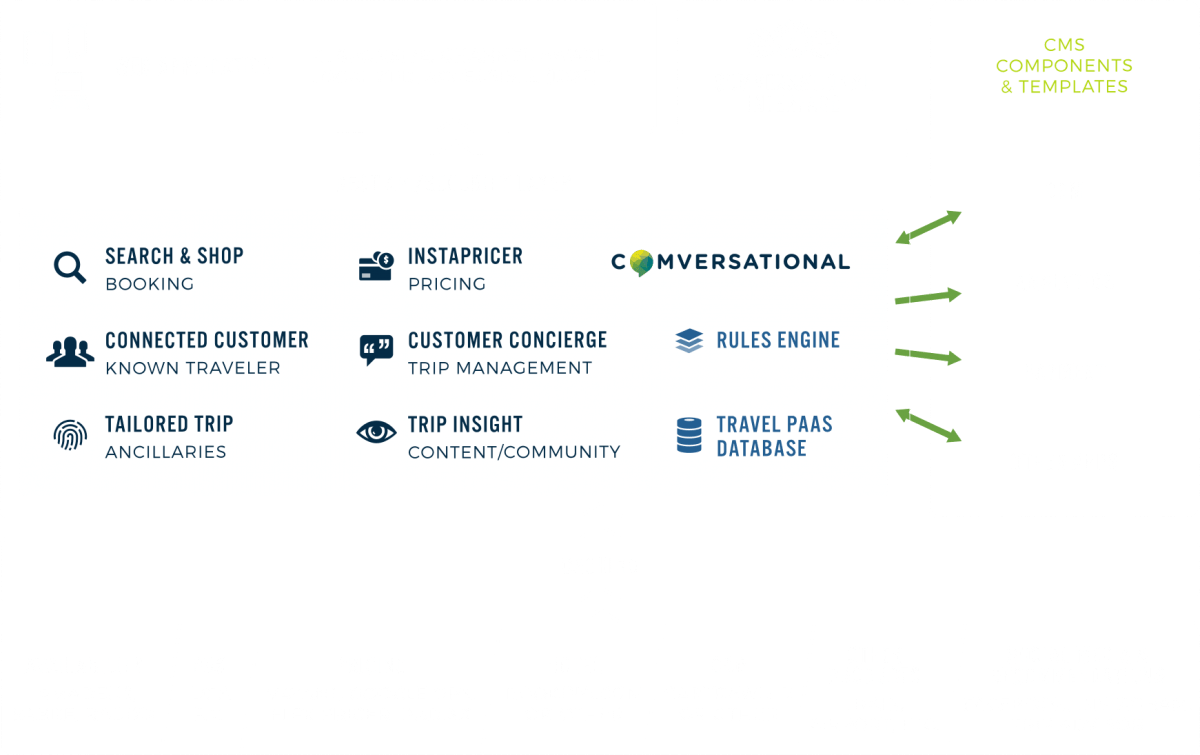 CMS
COMPONENTS
& TEMPLATES
SEARCH & SHOP
BOOKING
INSTAPRICER
PRICING
COMVERSATIONAL
CONNECTED CUSTOMER
KNOWN TRAVELER
CUSTOMER CONCIERGE
TRIP MANAGEMENT
RULES ENGINE
TAILORED TRIP
ANCILLARIES
TRIP INSIGHT
CONTENT/COMMUNITY
TRAVEL PAAS
DATABASE